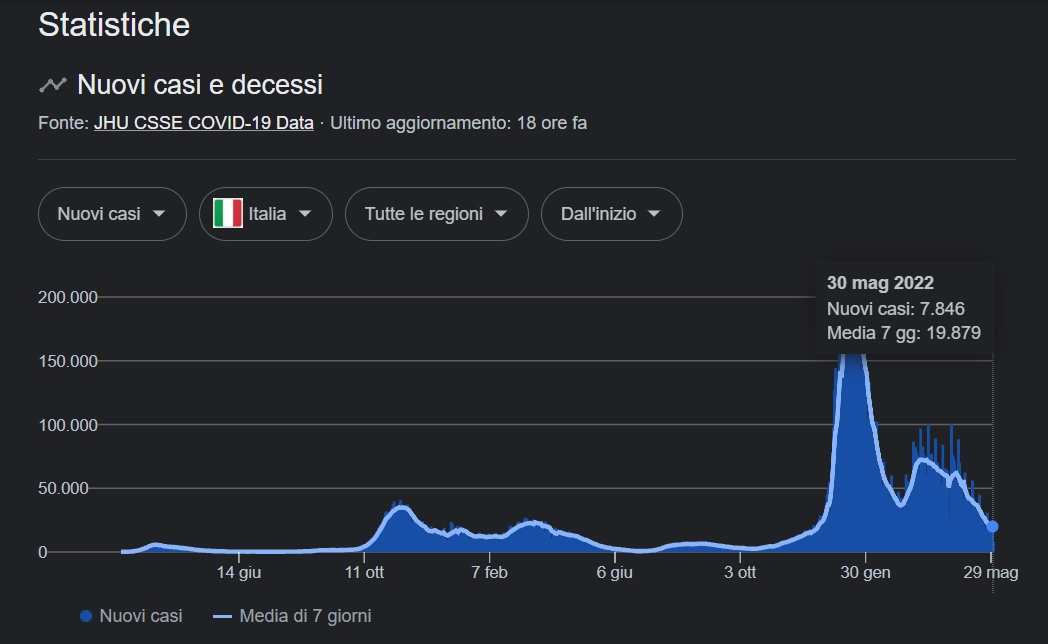 Statistiche
Nuovi casi e decessi
Fonte: JHU CSSE COVID-19 Data · Ultimo aggiornamento: 18 ore fa
Nuovi casi Italia Tutte le regioni Dall'inizio
30 mag 2022
Nuovi casi: 7.846
Media 7 gg: 19.879
200.000
150.000
100.000
50.000
0
14 giu 11 ott 7 feb 6 giu 3 ott 30 gen 29 mag
Nuovi casi Media di 7 giorni